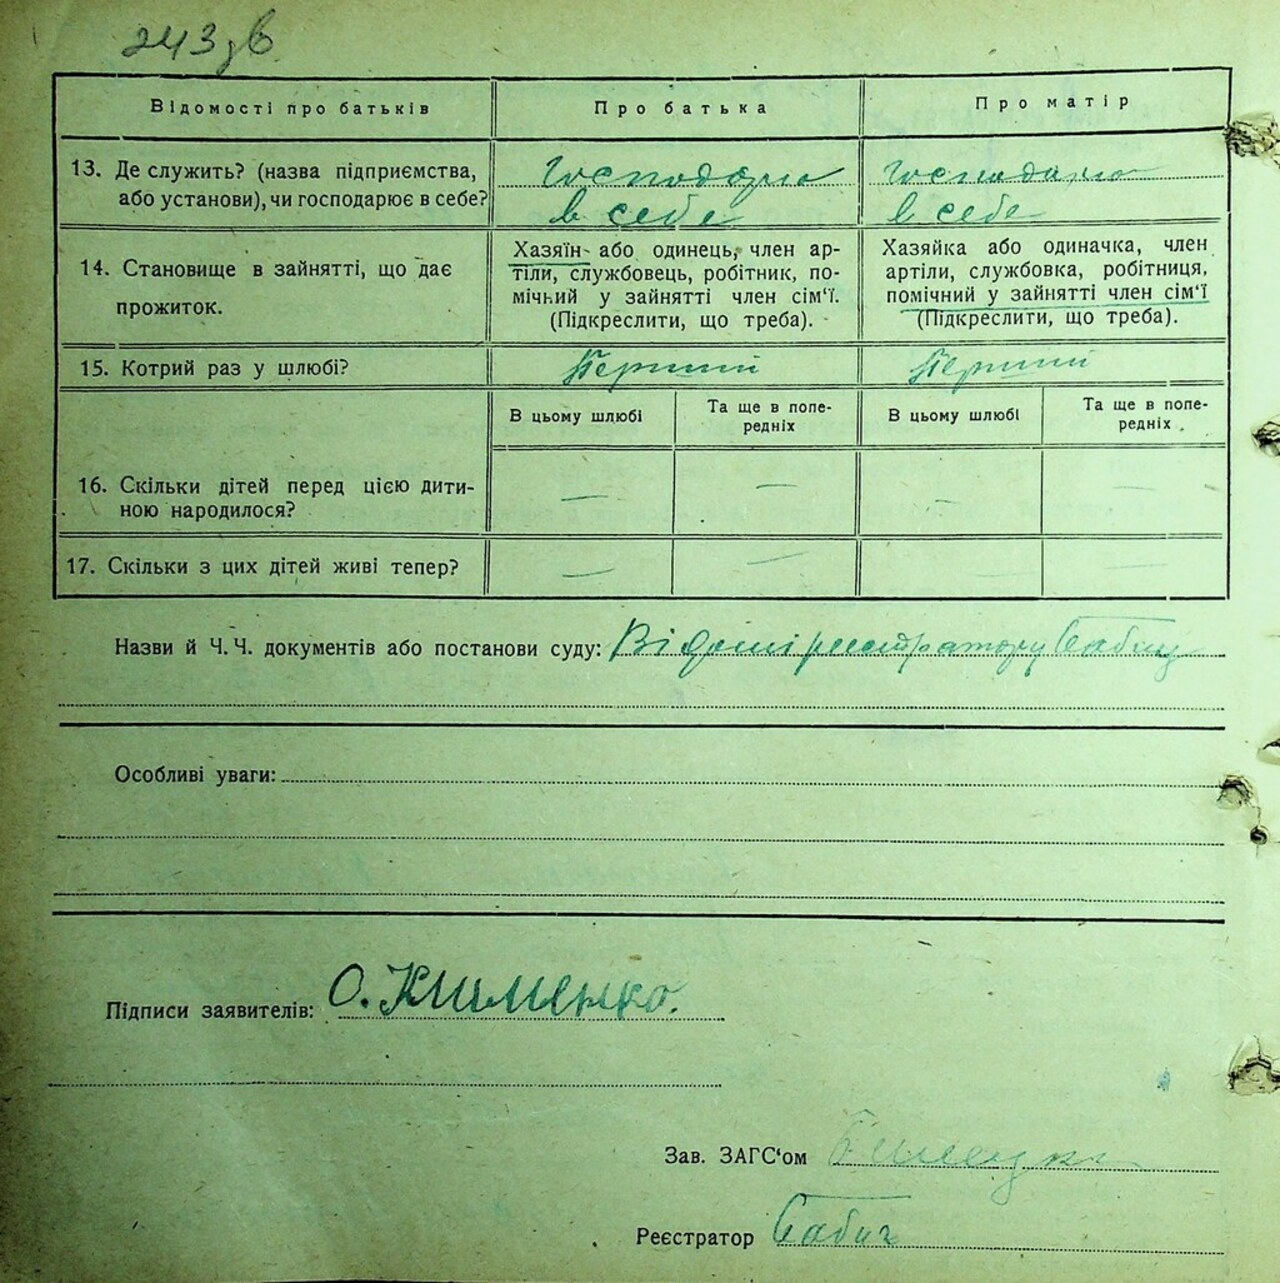 243 зв
Відомості про батьків
Про батька
Про матір
13. Де служить? (назва підприємства,
або установи), чи господарює в себе?
Господарює
в себе
Господарює
в себе
14. Становище в зайнятті, що дає
прожиток.
Хазяїн або одинець, член ар-
тіли, службовець, робітник, по-
мічний у зайнятті член сім‘ї.
(Підкреслити, що треба).
Хазяйка або одиначка, член
артіли, службовка, робітниця,
помічний у зайнятті член сім‘ї
(Підкреслити, що треба).
15. Котрий раз у шлюбі?
Перший
Перший
В цьому шлюбі
Та ще в попе-
редніх
В цьому шлюбі
Та ще в попе-
редніх
16. Скільки дітей перед цією дити-
ною народилося?
— — — —
17. Скільки з цих дітей живі тепер?
— — — —
Назви й Ч. Ч. документів або постанови суду: Відомі реєстратору
Особливі уваги:
Підписи заявителів: О. Клименко.
Зав. ЗАГС‘ом
Реєстратор Бабич